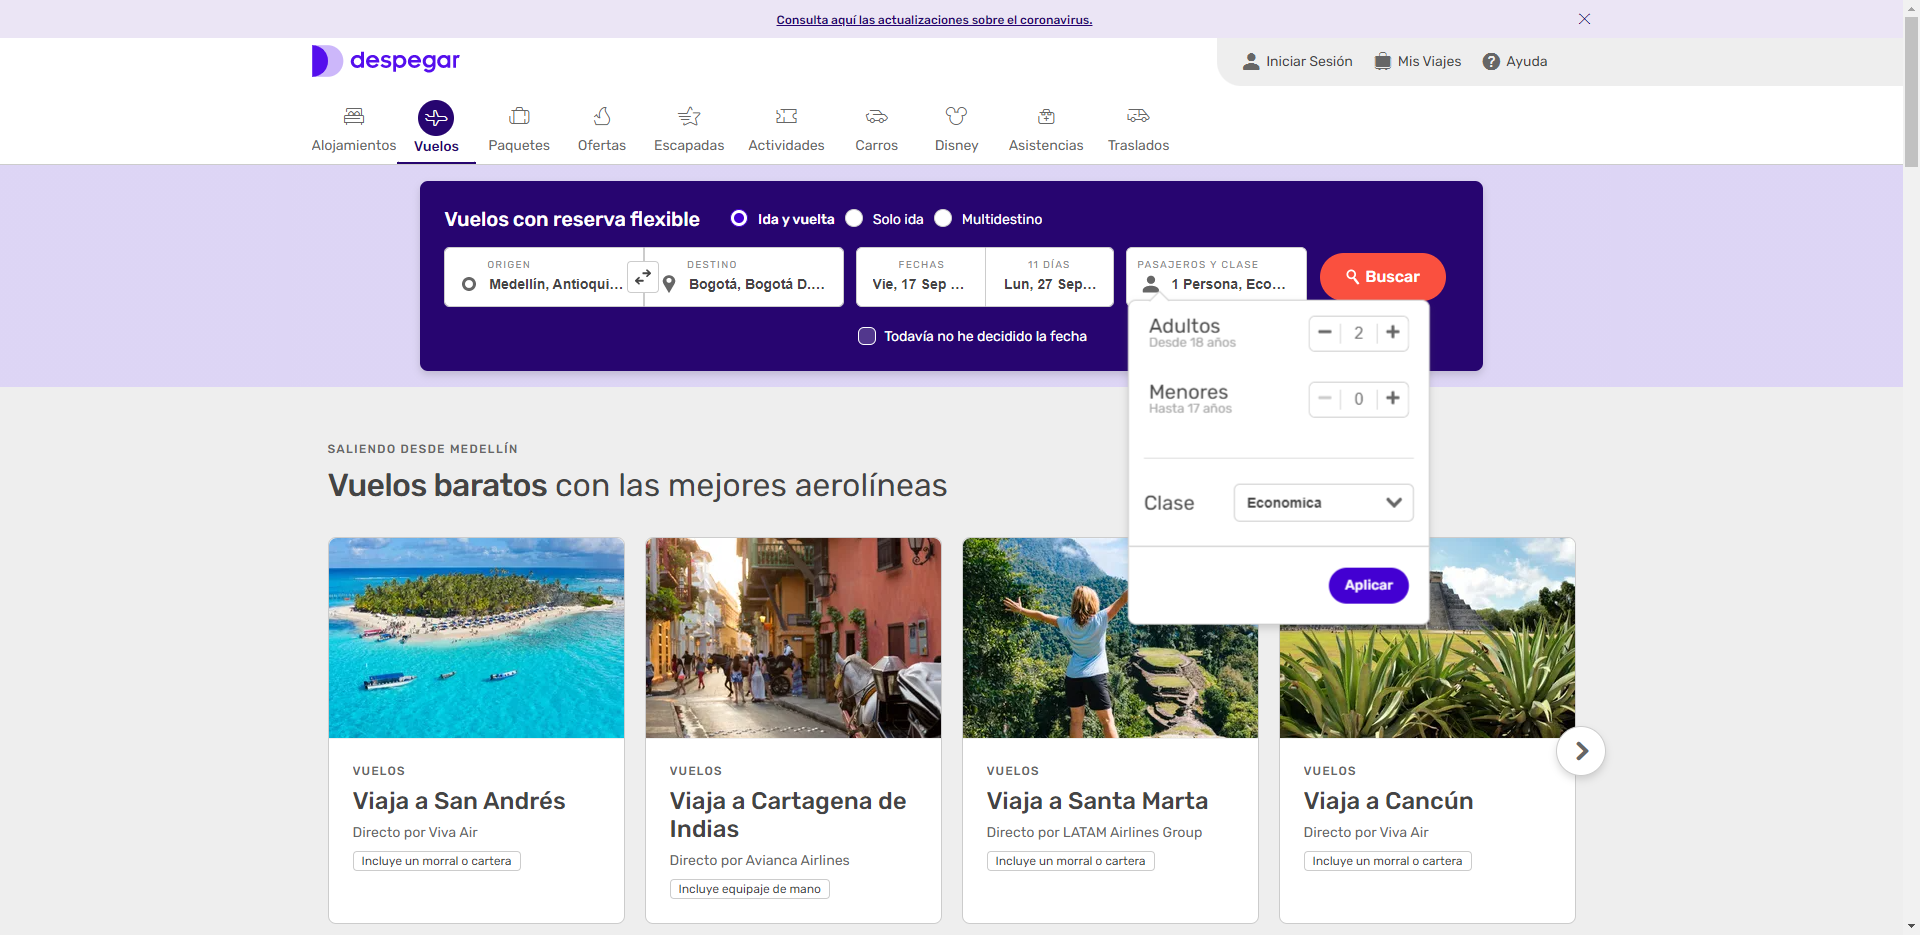 Consulta aquí las actualizaciones sobre el coronavirus.
despegar
Iniciar Sesión
Mis Viajes
Ayuda
Alojamientos
Vuelos
Paquetes
Ofertas
Escapadas
Actividades
Carros
Disney
Asistencias
Traslados
Vuelos con reserva flexible
Ida y vuelta
Solo ida
Multidestino
ORIGEN
Medellín, Antioqui...
DESTINO
Bogotá, Bogotá D....
FECHAS
Vie, 17 Sep ...
11 DÍAS
Lun, 27 Sep...
PASAJEROS Y CLASE
1 Persona, Eco...
Buscar
Todavía no he decidido la fecha
Adultos
Desde 18 años
2
Menores
Hasta 17 años
0
Clase
Economica
Aplicar
SALIENDO DESDE MEDELLÍN
Vuelos baratos con las mejores aerolíneas
VUELOS
Viaja a San Andrés
Directo por Viva Air
Incluye un morral o cartera
VUELOS
Viaja a Cartagena de
Indias
Directo por Avianca Airlines
Incluye equipaje de mano
VUELOS
Viaja a Santa Marta
Directo por LATAM Airlines Group
Incluye un morral o cartera
VUELOS
Viaja a Cancún
Directo por Viva Air
Incluye un morral o cartera